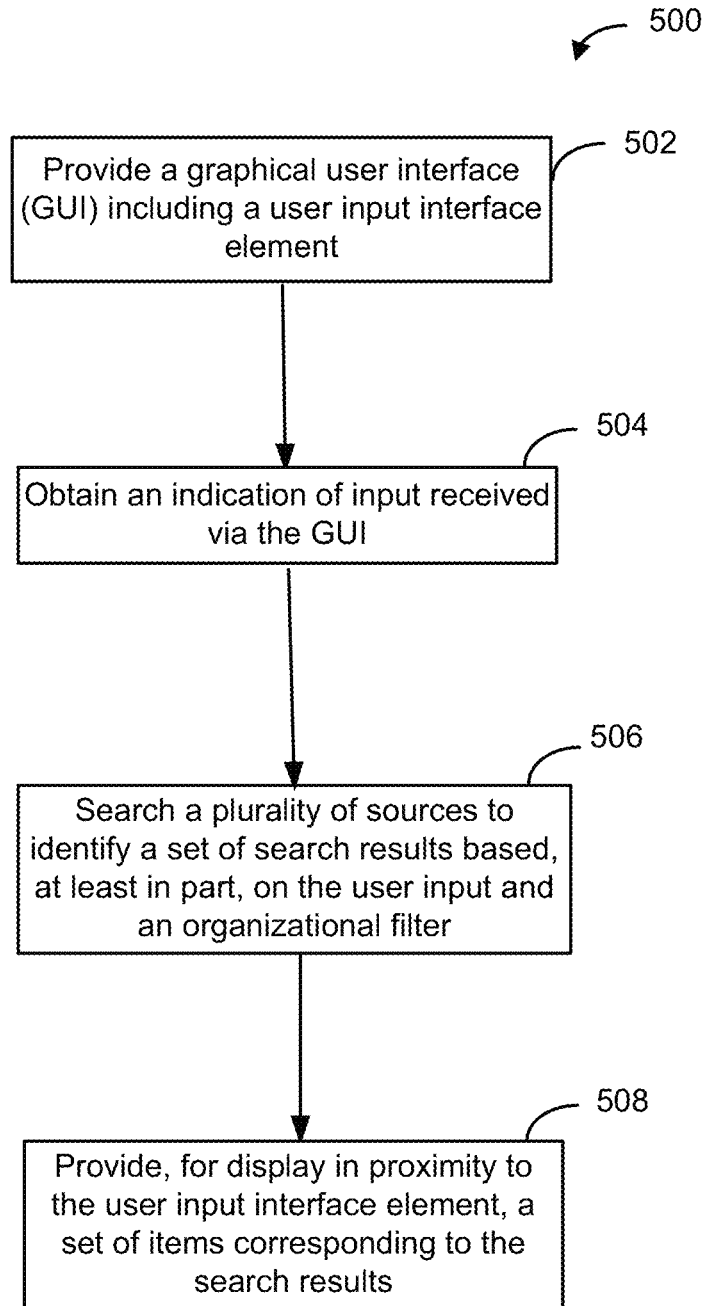 500
502
Provide a graphical user interface
(GUI) including a user input interface
element
504
Obtain an indication of input received
via the GUI
506
Search a plurality of sources to
identify a set of search results based,
at least in part, on the user input and
an organizational filter
508
Provide, for display in proximity to
the user input interface element, a
set of items corresponding to the
search results